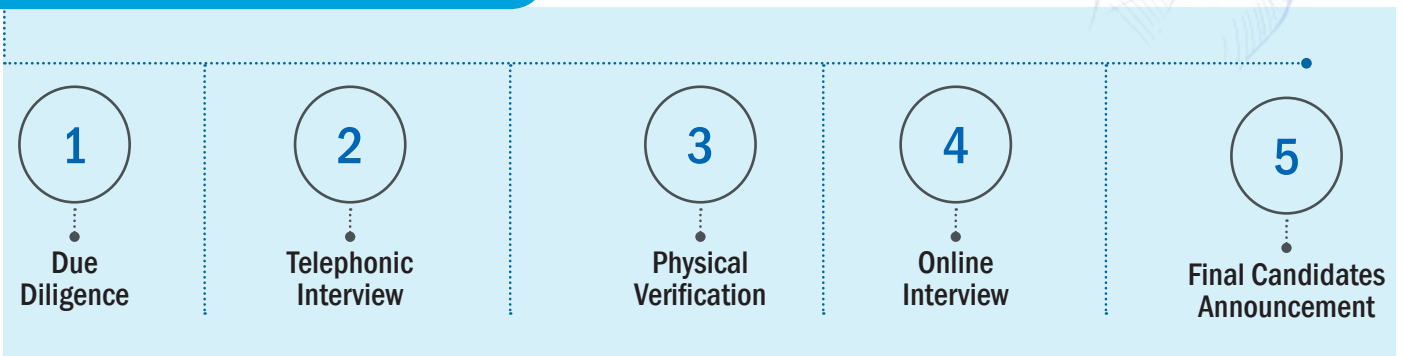 1
Due
Diligence
2
Telephonic
Interview
3
Physical
Verification
4
Online
Interview
5
Final Candidates
Announcement